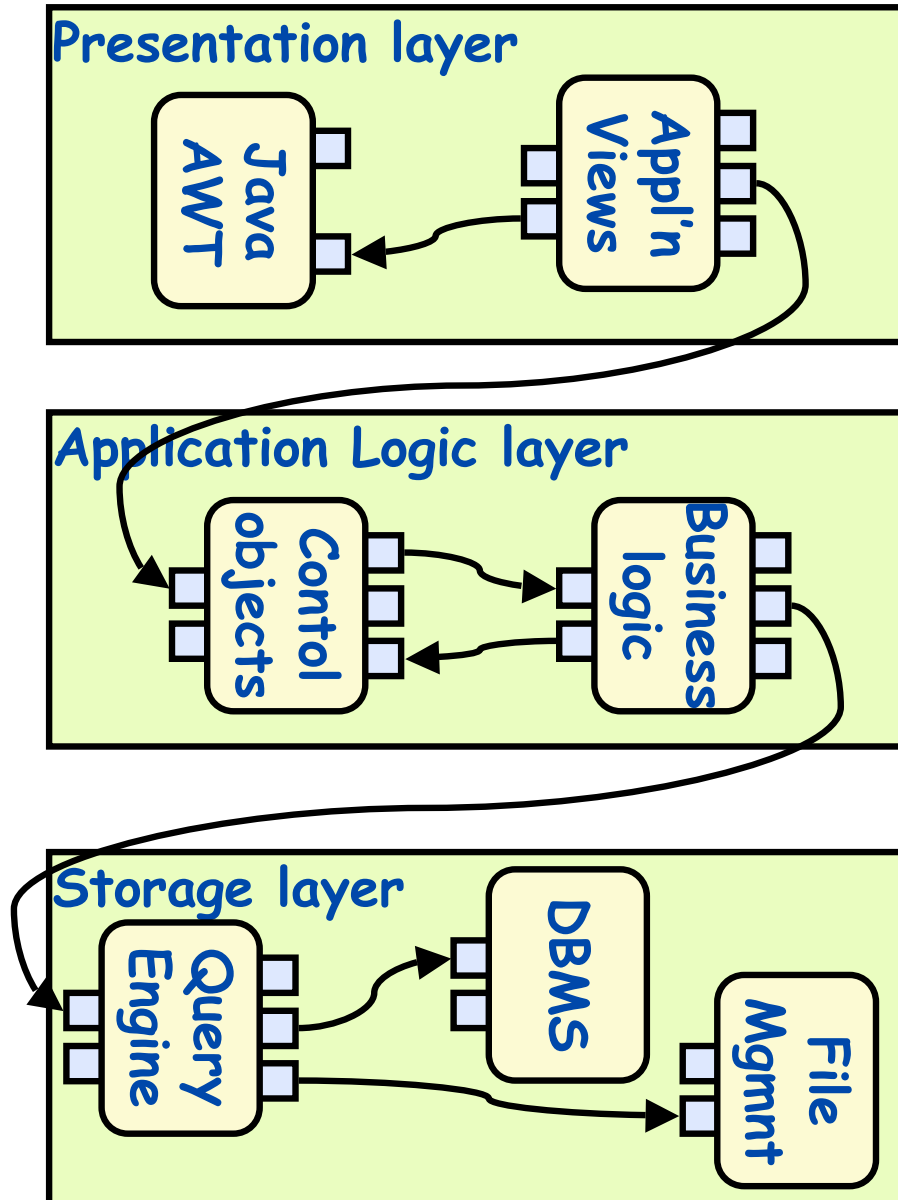 Presentation layer
Java
AWT
Appl'n
Views
Application Logic layer
Contol
objects
Business
logic
Storage layer
Query
Engine
DBMS
File
Mgmnt